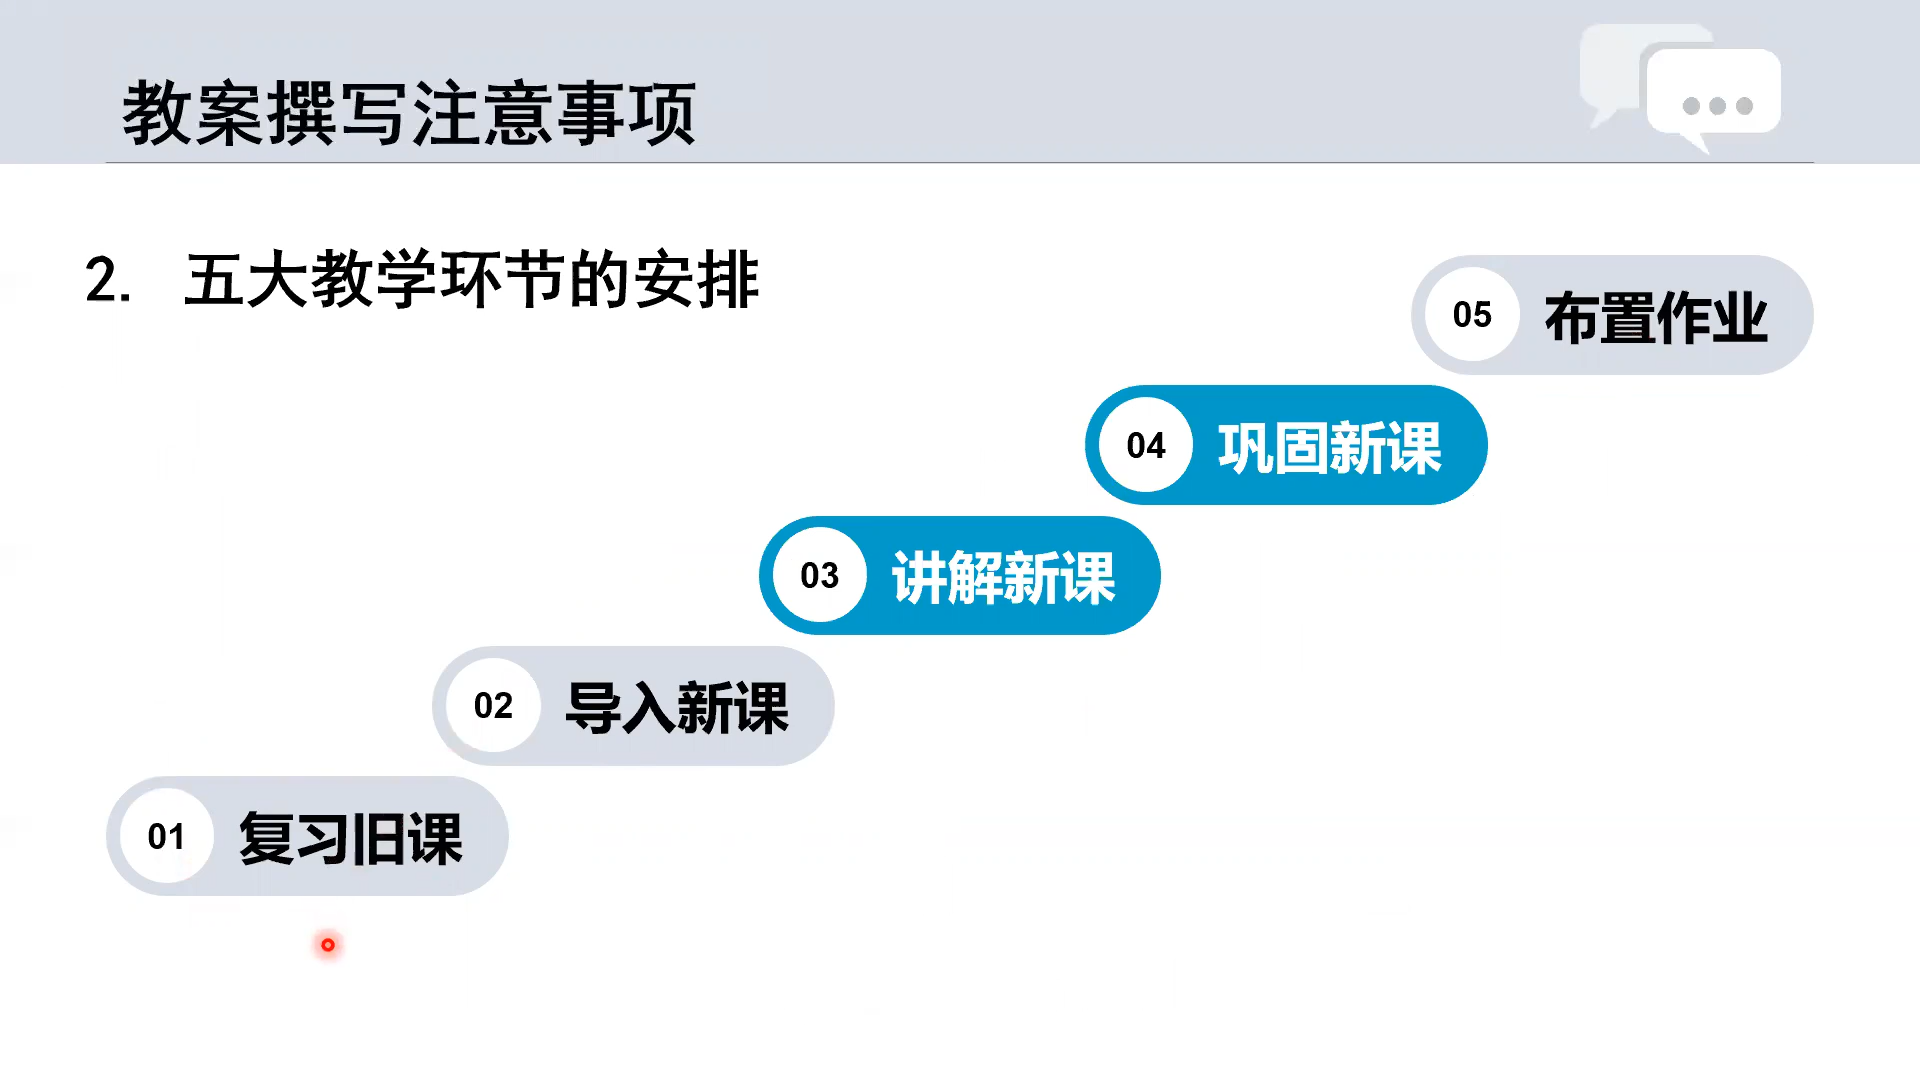 教案撰写注意事项
2. 五大教学环节的安排
05 布置作业
04 巩固新课
03 讲解新课
02 导入新课
01 复习旧课